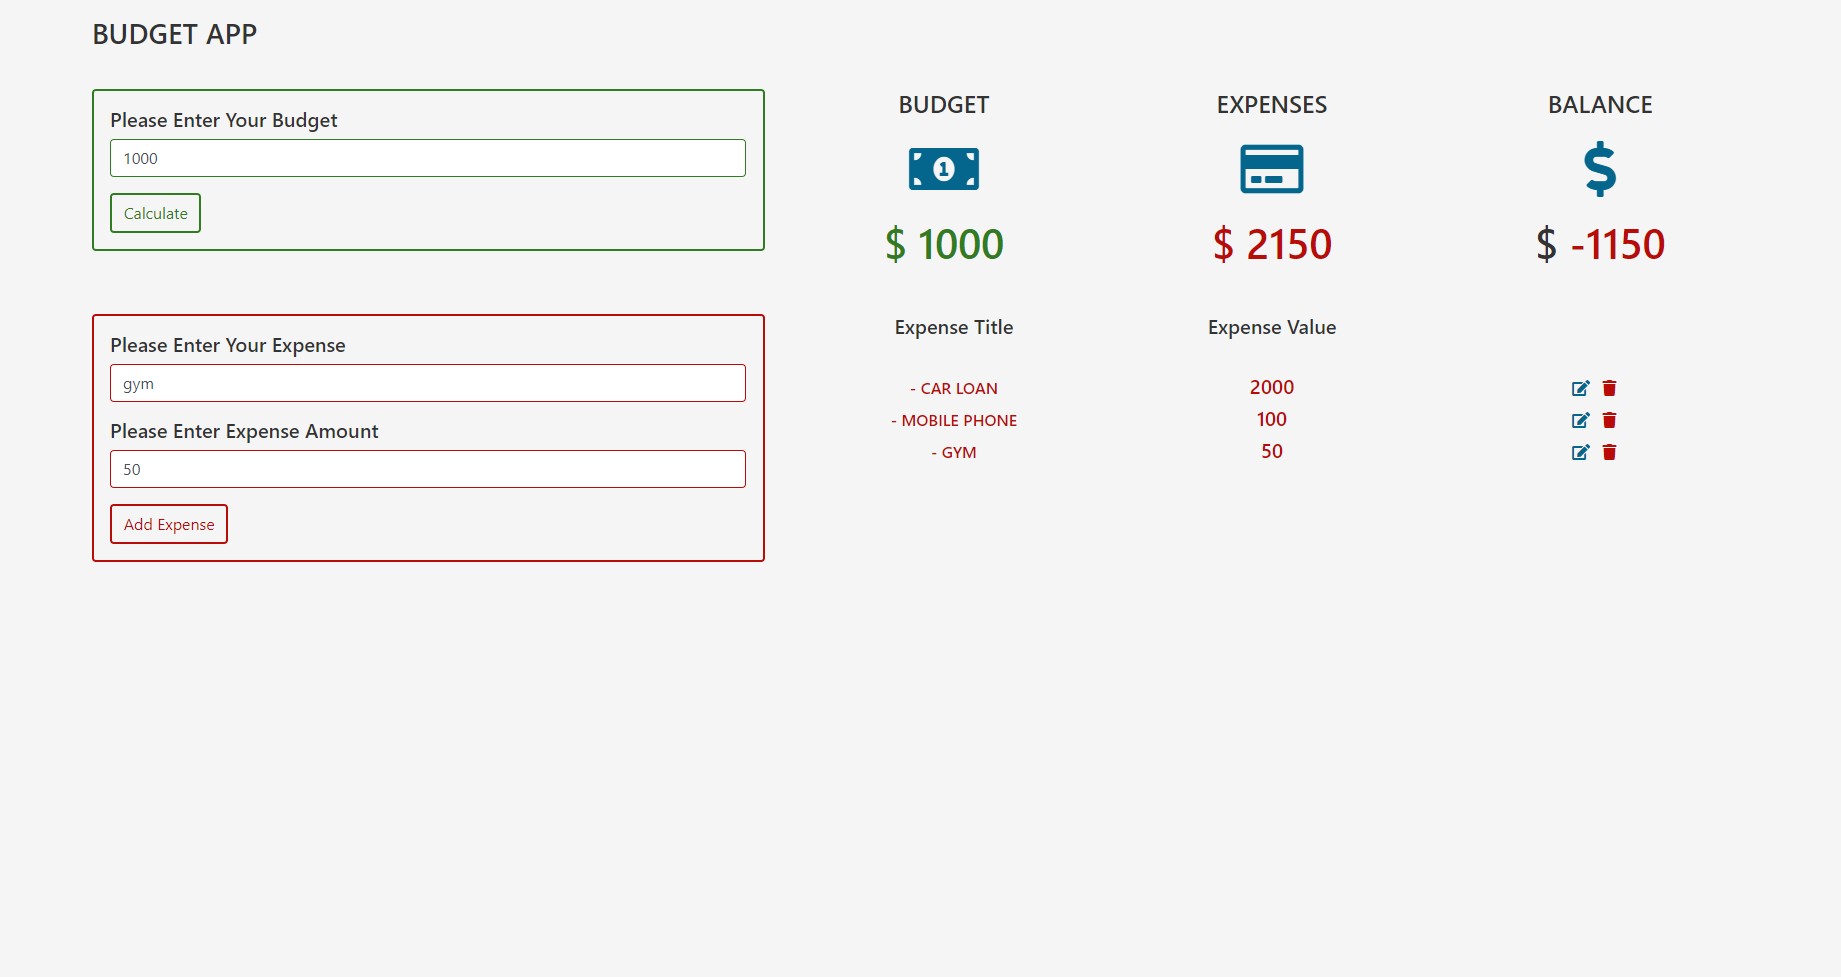 BUDGET APP
Please Enter Your Budget
1000
Calculate
BUDGET EXPENSES BALANCE
1
$ 1000 $ 2150 $ -1150
Please Enter Your Expense
gym
Please Enter Expense Amount
50
Add Expense
Expense Title Expense Value
- CAR LOAN 2000
- MOBILE PHONE 100
- GYM 50